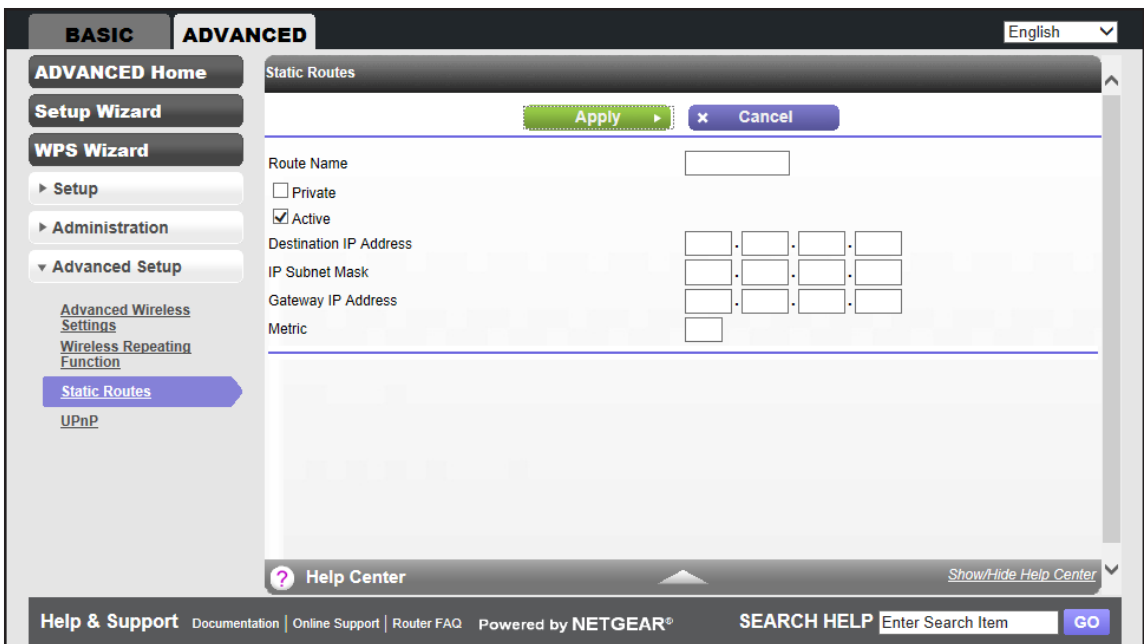 BASIC
ADVANCED
English
ADVANCED Home
Setup Wizard
WPS Wizard
Setup
Administration
Advanced Setup
Advanced Wireless
Settings
Wireless Repeating
Function
Static Routes
UPnP
Static Routes
Apply
x Cancel
Route Name
Private
Active
Destination IP Address
. . .
IP Subnet Mask
. . .
Gateway IP Address
. . .
Metric
? Help Center
Show/Hide Help Center
Help & Support Documentation | Online Support | Router FAQ Powered by NETGEAR®
SEARCH HELP Enter Search Item GO